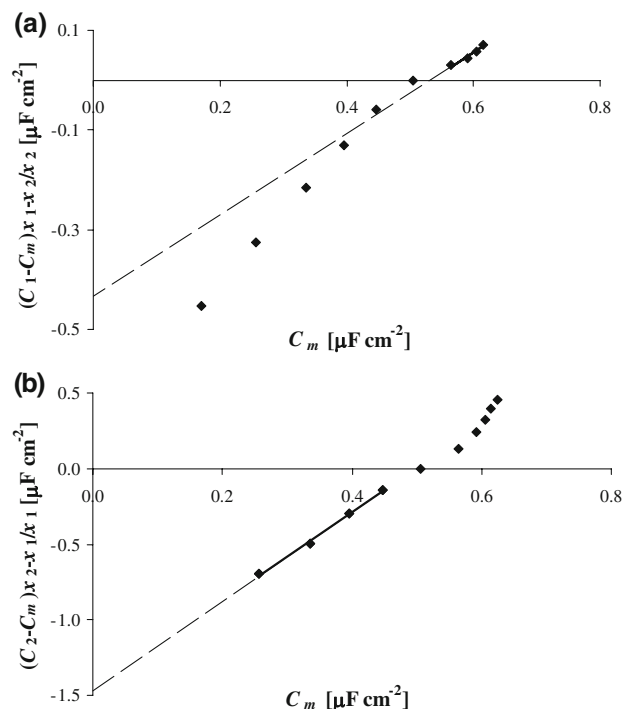 (a)
0.1
0.0 0.2 0.4 0.6 0.8
-0.1
-0.3
-0.5
(C₁-Cₘ)x₁-x₂/x₂ [μF cm⁻²]
Cₘ [μF cm⁻²]
(b)
0.5
0.0
0.0 0.2 0.4 0.6 0.8
-0.5
-1.0
-1.5
(C₂-Cₘ)x₂-x₁/x₁ [μF cm⁻²]
Cₘ [μF cm⁻²]